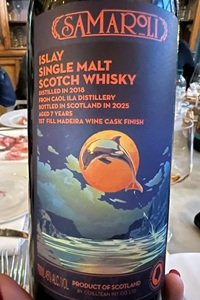 SAMAROLI
ISLAY
SINGLE MALT
SCOTCH WHISKY
DISTILLED IN 2018
FROM CAOL ILA DISTILLERY
BOTTLED IN SCOTLAND IN 2025
AGED 7 YEARS
1ST FILL MADEIRA WINE CASK FINISH
PRODUCT OF SCOTLAND